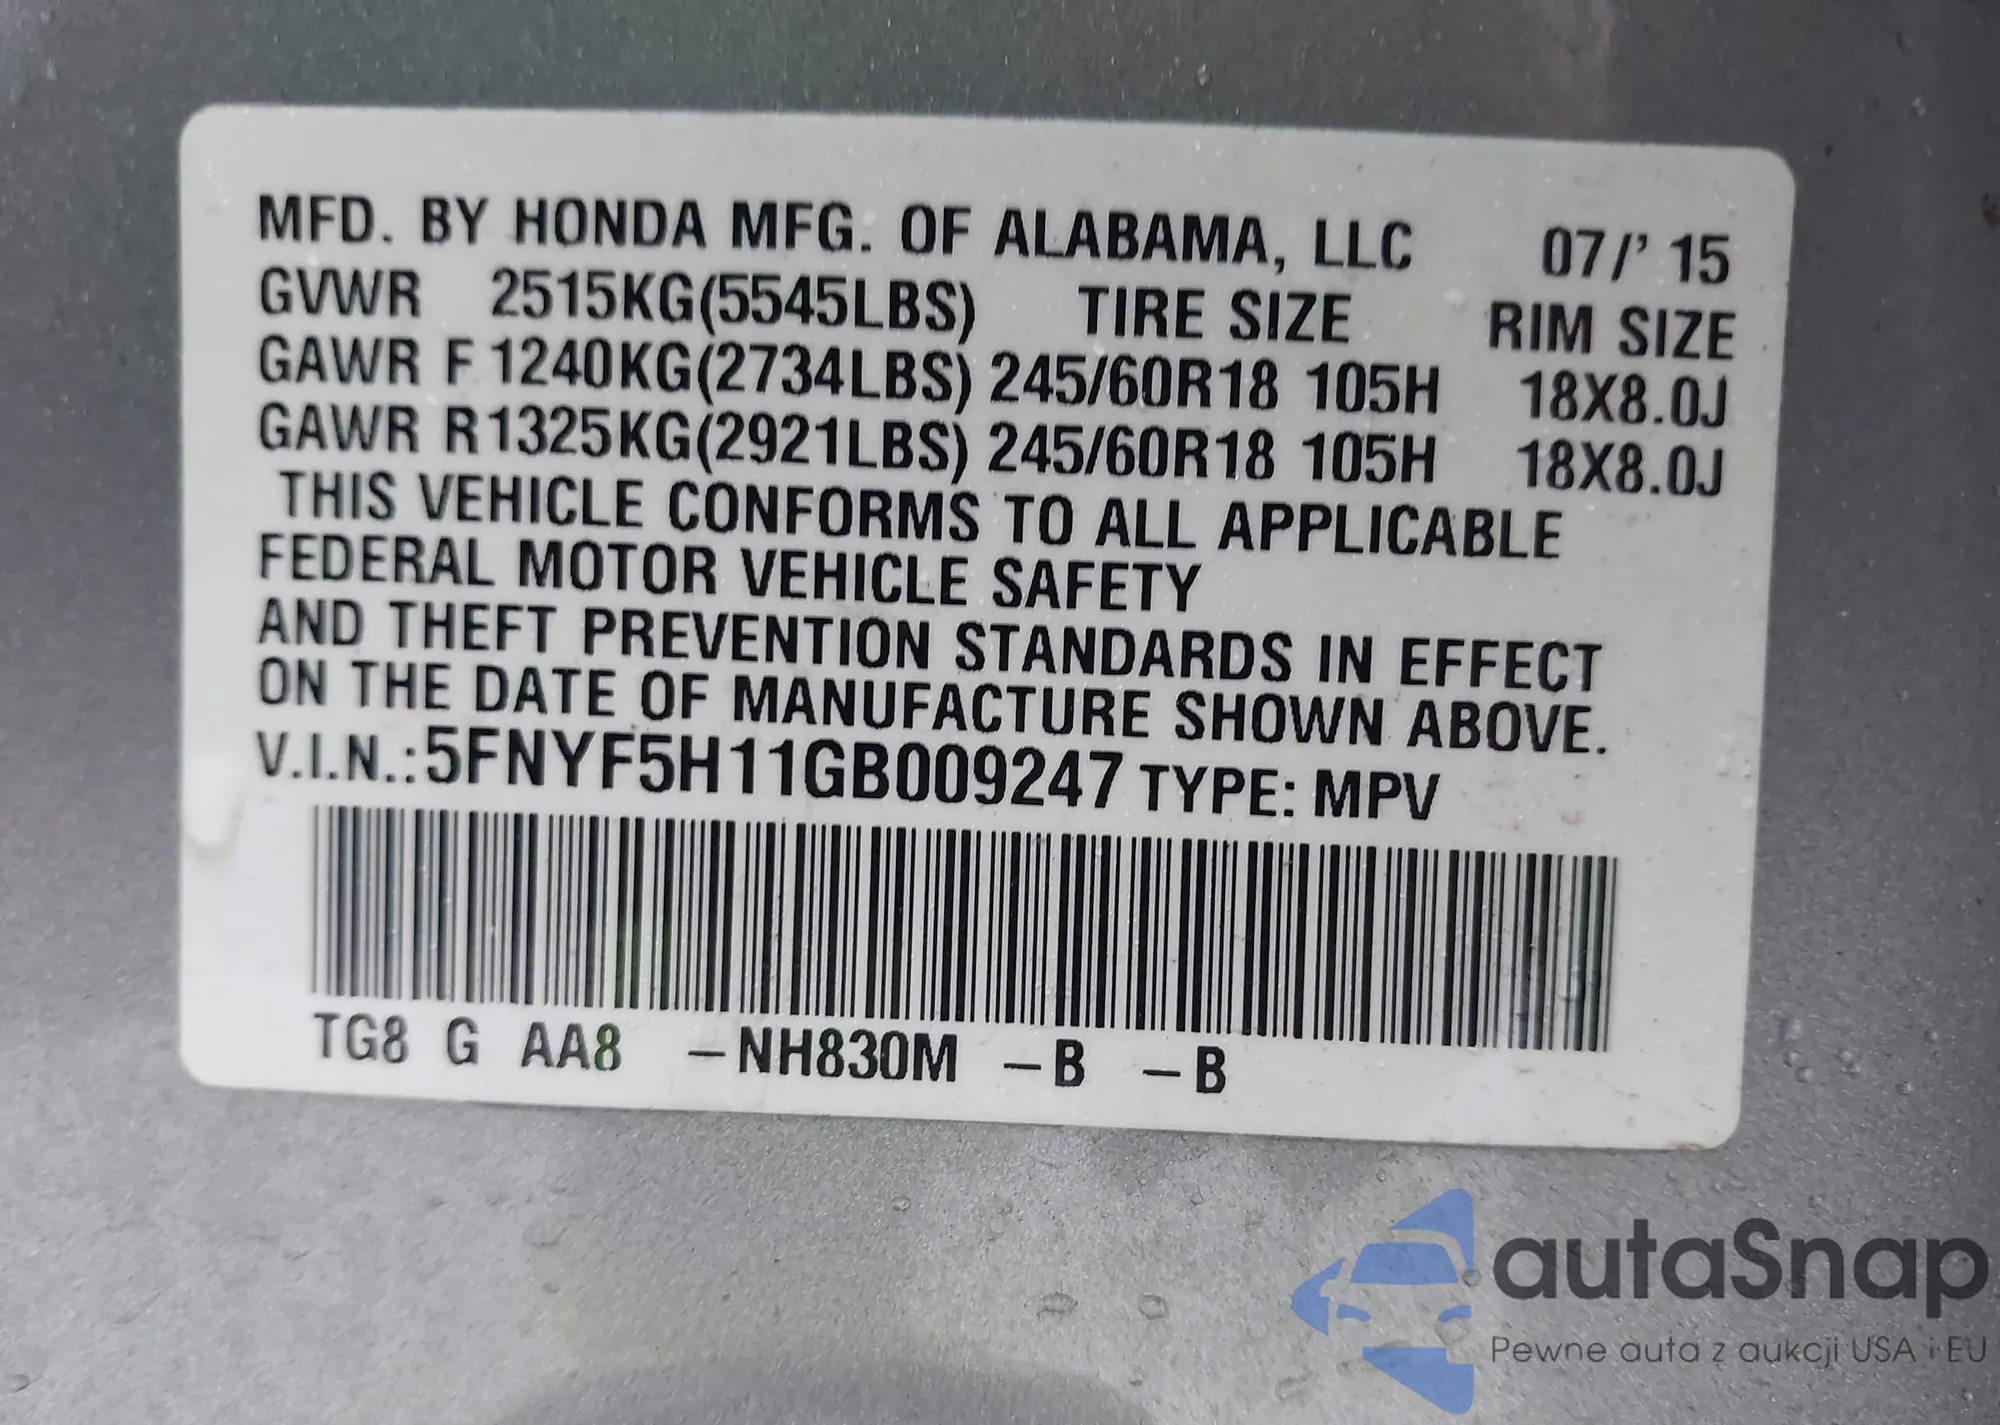 MFD. BY HONDA MFG. OF ALABAMA, LLC 07/' 15
GVWR 2515KG(5545LBS) TIRE SIZE RIM SIZE
GAWR F 1240KG(2734LBS) 245/60R18 105H 18X8.0J
GAWR R 1325KG(2921LBS) 245/60R18 105H 18X8.0J
THIS VEHICLE CONFORMS TO ALL APPLICABLE
FEDERAL MOTOR VEHICLE SAFETY
AND THEFT PREVENTION STANDARDS IN EFFECT
ON THE DATE OF MANUFACTURE SHOWN ABOVE.
V.I.N.:5FNYF5H11GB009247 TYPE: MPV
TG8 G AA8 -NH830M -B -B
autaSnap
Pewne auta z aukcji USA i EU